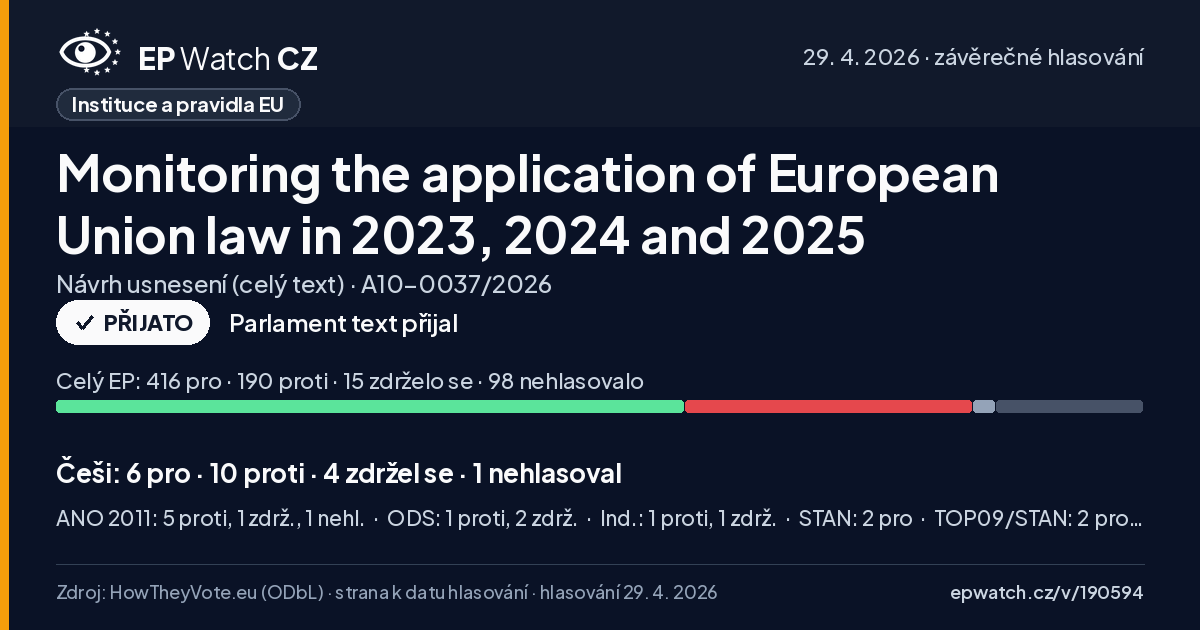 EP Watch CZ
29. 4. 2026 · závěrečné hlasování
Instituce a pravidla EU
Monitoring the application of European
Union law in 2023, 2024 and 2025
Návrh usnesení (celý text) · A10–0037/2026
✓ PŘIJATO Parlament text přijal
Celý EP: 416 pro · 190 proti · 15 zdrželo se · 98 nehlasovalo
Češi: 6 pro · 10 proti · 4 zdržel se · 1 nehlasoval
ANO 2011: 5 proti, 1 zdrž., 1 nehl. · ODS: 1 proti, 2 zdrž. · Ind.: 1 proti, 1 zdrž. · STAN: 2 pro · TOP09/STAN: 2 pro…
Zdroj: HowTheyVote.eu (ODbL) · strana k datu hlasování · hlasování 29. 4. 2026
epwatch.cz/v/190594